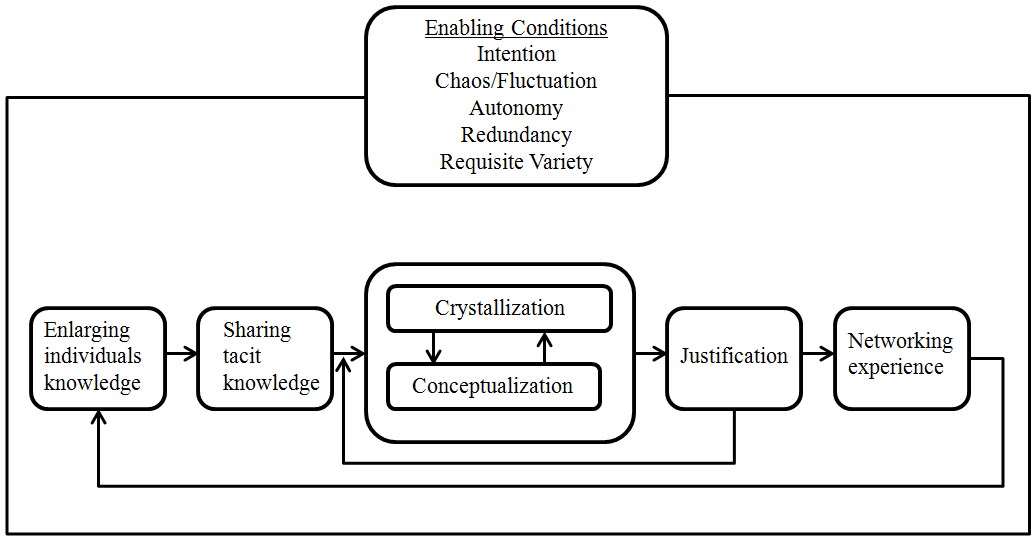 Enabling Conditions
Intention
Chaos/Fluctuation
Autonomy
Redundancy
Requisite Variety
Enlarging
individuals
knowledge
Sharing
tacit
knowledge
Crystallization
Conceptualization
Justification
Networking
experience